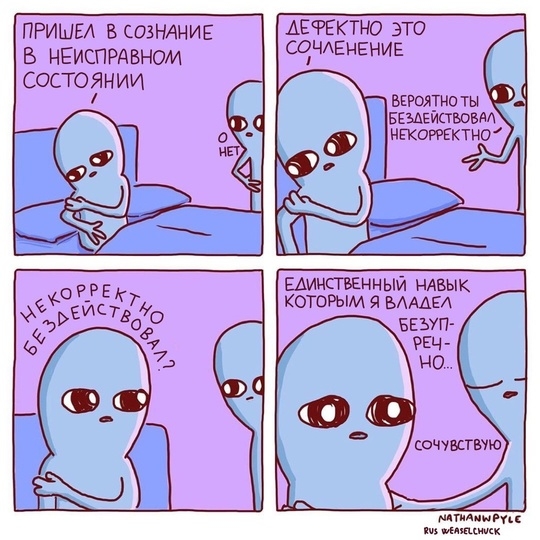 ПРИШЕЛ В СОЗНАНИЕ
В НЕИСПРАВНОМ
СОСТОЯНИИ
О
НЕТ
ДЕФЕКТНО ЭТО
СОЧЛЕНЕНИЕ
ВЕРОЯТНО ТЫ
БЕЗДЕЙСТВОВАЛ
НЕКОРРЕКТНО
НЕКОРРЕКТНО
БЕЗДЕЙСТВОВАЛ?
ЕДИНСТВЕННЫЙ НАВЫК
КОТОРЫМ Я ВЛАДЕЛ
БЕЗУП-
РЕЧ-
НО...
СОЧУВСТВУЮ
NATHANWPYLE
RUS WEASELCHUCK